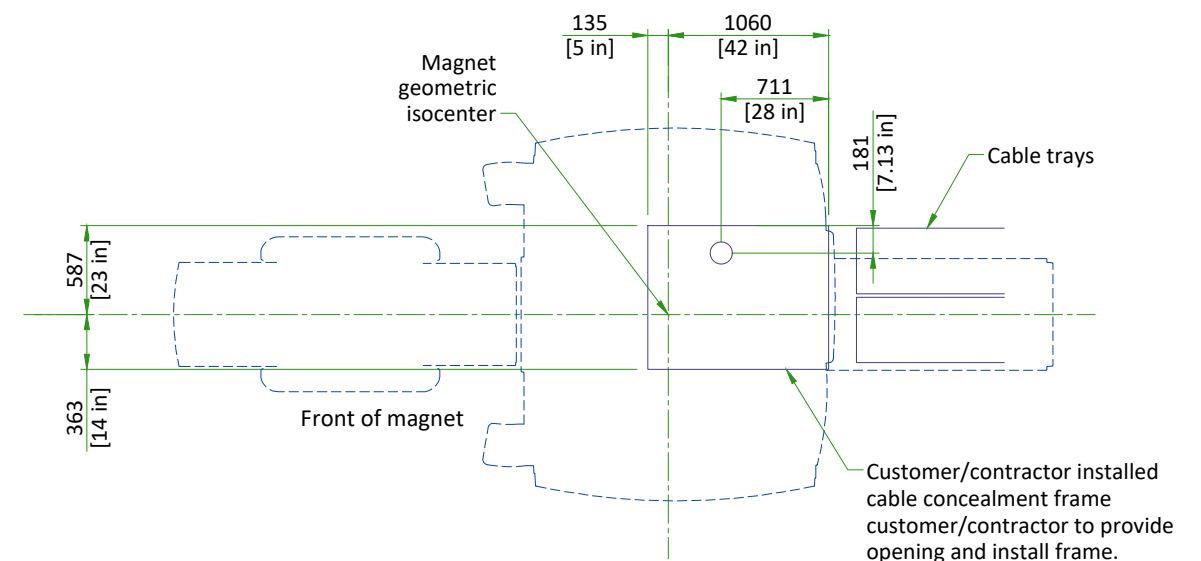 135
[5 in]
1060
[42 in]
Magnet
geometric
isocenter
711
[28 in]
181
[7.13 in]
Cable trays
587
[23 in]
363
[14 in]
Front of magnet
Customer/contractor installed
cable concealment frame
customer/contractor to provide
opening and install frame.